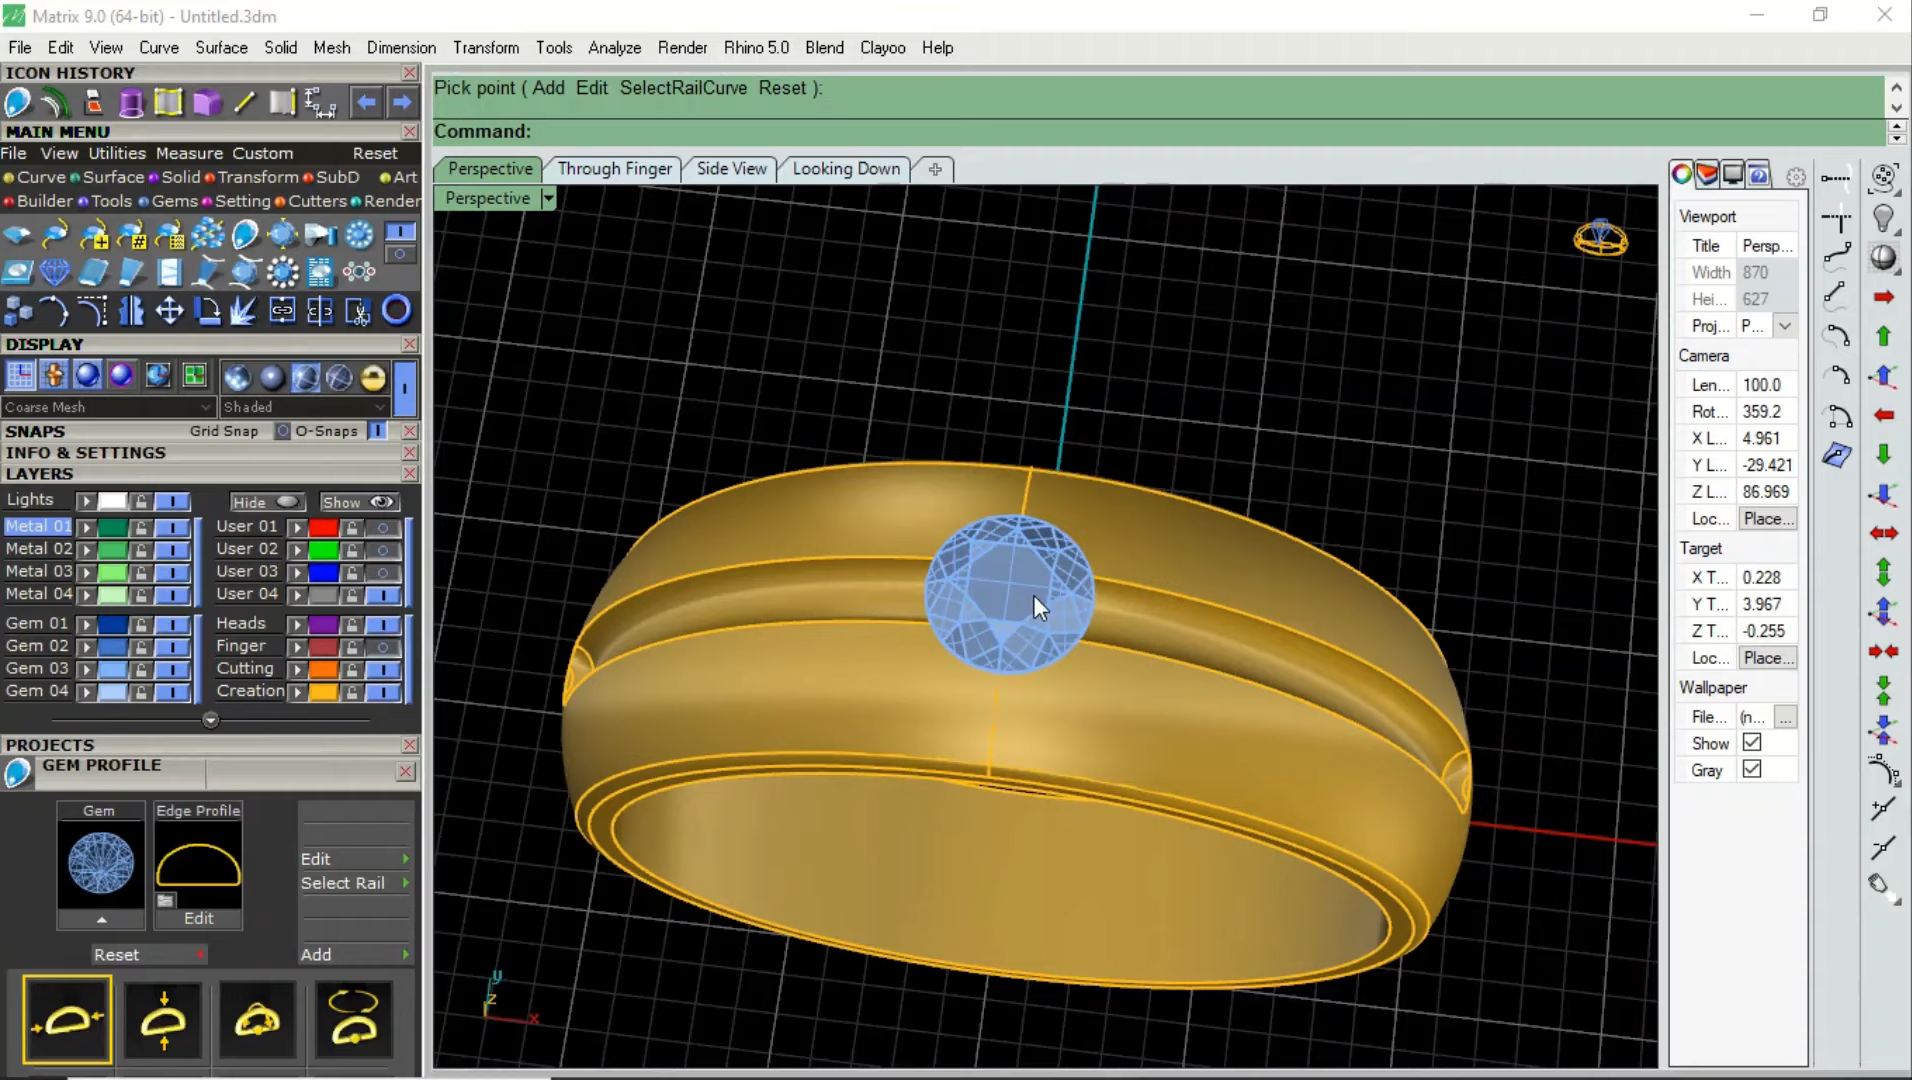 Matrix 9.0 (64-bit) - Untitled.3dm
File Edit View Curve Surface Solid Mesh Dimension Transform Tools Analyze Render Rhino 5.0 Blend Clayoo Help
ICON HISTORY
MAIN MENU
File View Utilities Measure Custom Reset
Curve Surface Solid Transform SubD Art
Builder Tools Gems Setting Cutters Render
DISPLAY
Coarse Mesh Shaded
SNAPS Grid Snap O-Snaps
INFO & SETTINGS
LAYERS
Lights Hide Show
Metal 01 User 01
Metal 02 User 02
Metal 03 User 03
Metal 04 User 04
Gem 01 Heads
Gem 02 Finger
Gem 03 Cutting
Gem 04 Creation
PROJECTS
GEM PROFILE
Gem Edge Profile
Edit
Select Rail
Edit
Reset Add
Pick point ( Add Edit SelectRailCurve Reset ):
Command:
Perspective Through Finger Side View Looking Down
Perspective
y
z
x
Viewport
Title Persp...
Width 870
Hei... 627
Proj... P...
Camera
Len... 100.0
Rot... 359.2
X L... 4.961
Y L... -29.421
Z L... 86.969
Loc... Place...
Target
X T... 0.228
Y T... 3.967
Z T... -0.255
Loc... Place...
Wallpaper
File... (n... ...
Show
Gray